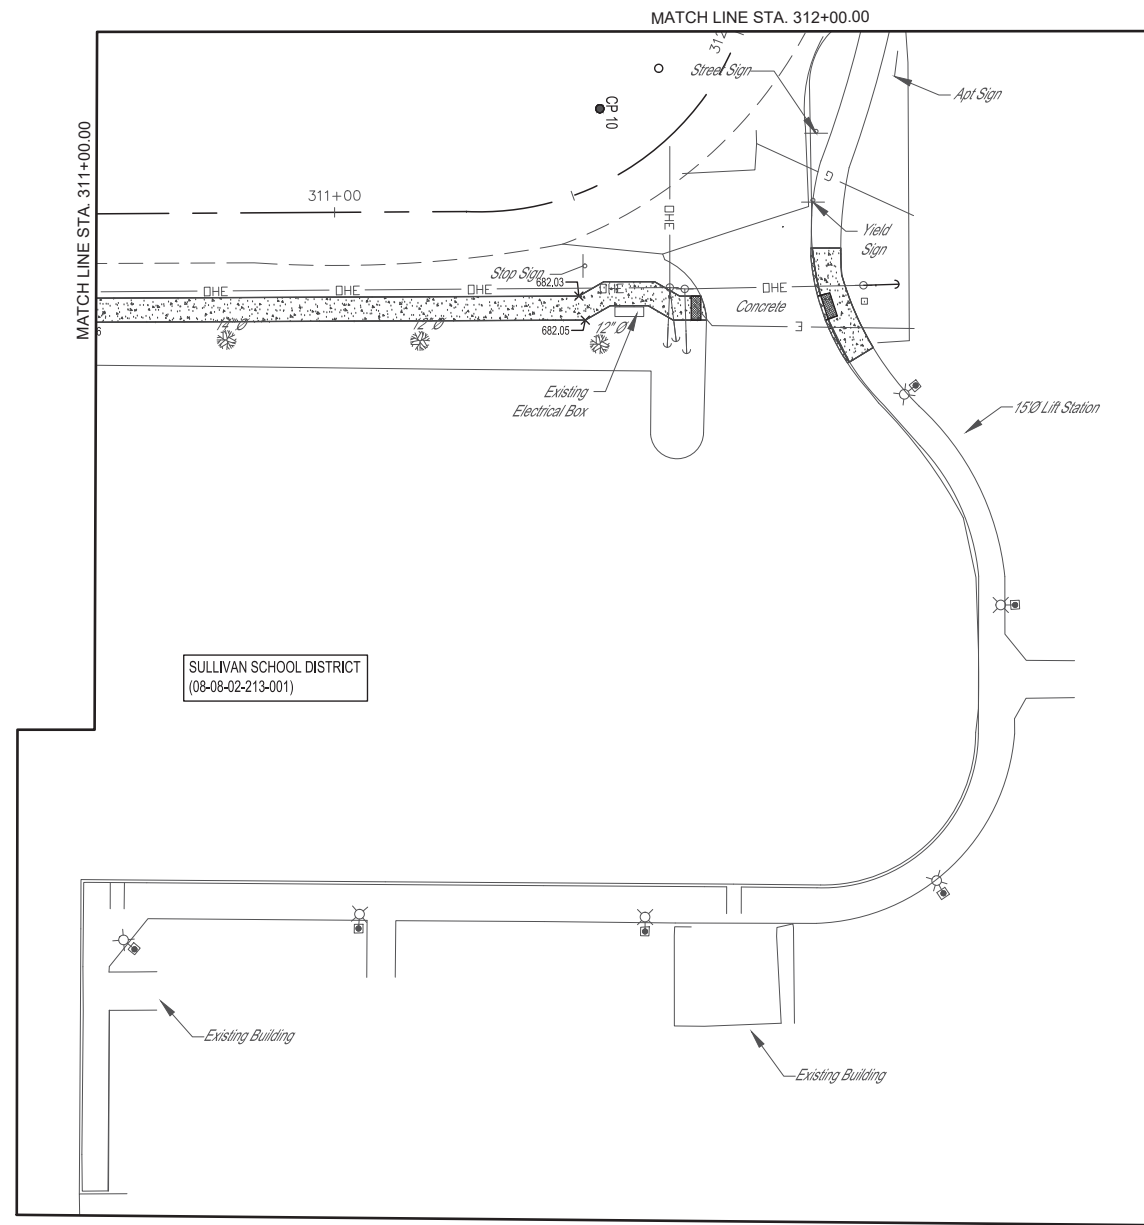 MATCH LINE STA. 312+00.00
Street Sign
Apt Sign
CP 10
MATCH LINE STA. 311+00.00
311+00
G
OHE
Yield
Sign
Stop Sign
682.03
OHE
OHE
OHE
OHE
OHE
Concrete
E
14" Ø
12" Ø
682.05
12" Ø
6
Existing
Electrical Box
15'Ø Lift Station
SULLIVAN SCHOOL DISTRICT
(08-08-02-213-001)
Existing Building
Existing Building